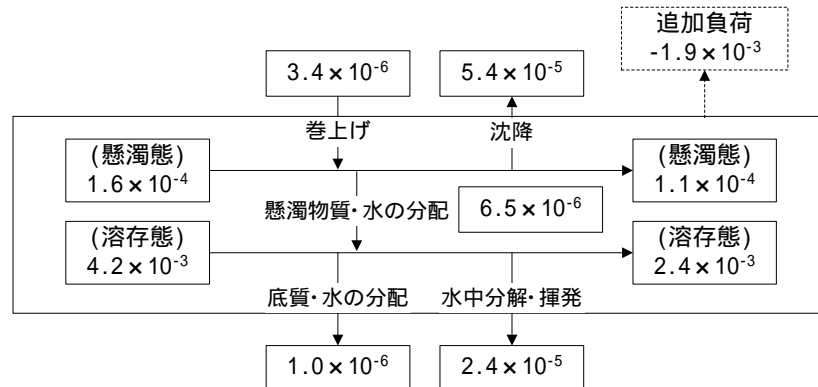 追加負荷
-1.9×10-3
3.4×10-6
5.4×10-5
巻上げ
沈降
(懸濁態)
1.6×10-4
(懸濁態)
1.1×10-4
懸濁物質・水の分配
6.5×10-6
(溶存態)
4.2×10-3
(溶存態)
2.4×10-3
底質・水の分配
水中分解・揮発
1.0×10-6
2.4×10-5